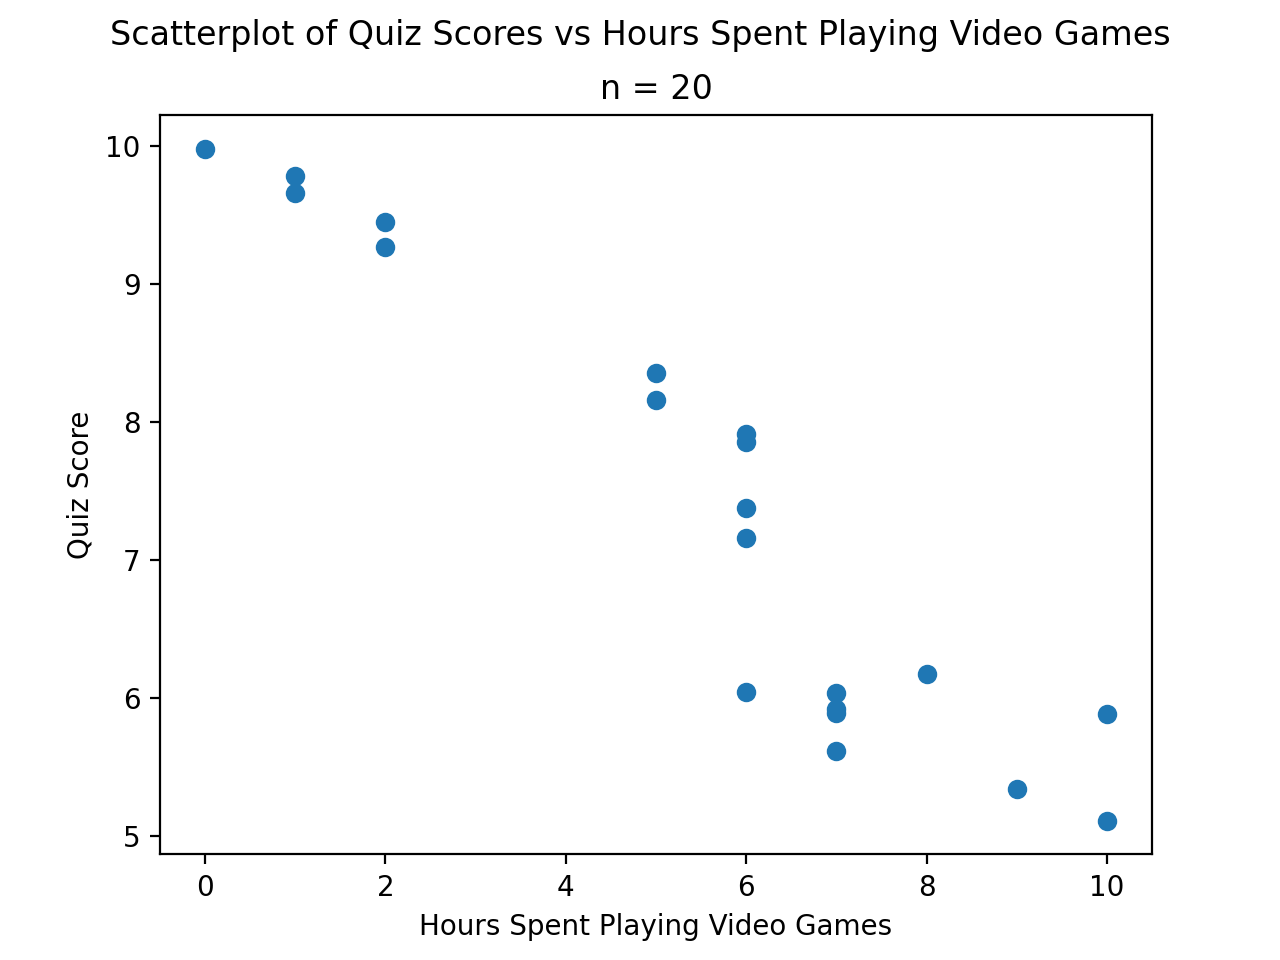 Scatterplot of Quiz Scores vs Hours Spent Playing Video Games
n = 20
10
9
8
7
6
5
Quiz Score
0 2 4 6 8 10
Hours Spent Playing Video Games